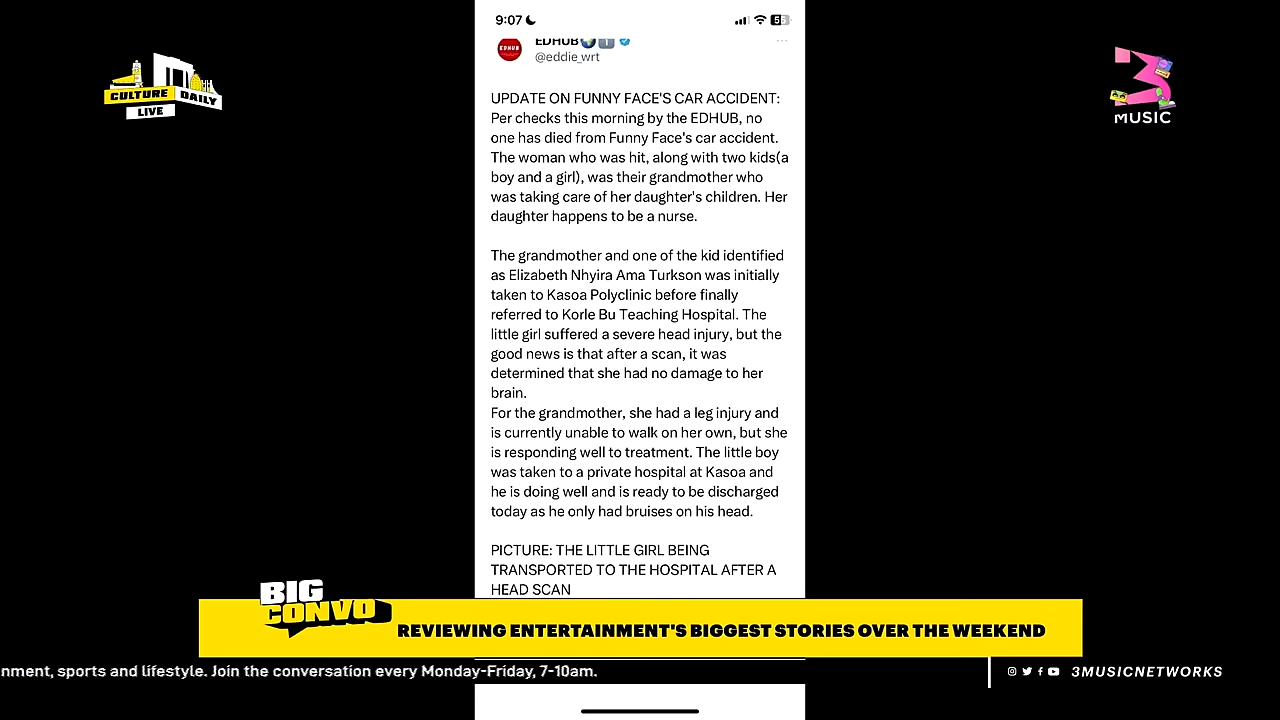 9:07
55
EDHUB
@eddie_wrt
CULTURE DAILY
LIVE
3
MUSIC
UPDATE ON FUNNY FACE'S CAR ACCIDENT:
Per checks this morning by the EDHUB, no
one has died from Funny Face's car accident.
The woman who was hit, along with two kids(a
boy and a girl), was their grandmother who
was taking care of her daughter's children. Her
daughter happens to be a nurse.
The grandmother and one of the kid identified
as Elizabeth Nhyira Ama Turkson was initially
taken to Kasoa Polyclinic before finally
referred to Korle Bu Teaching Hospital. The
little girl suffered a severe head injury, but the
good news is that after a scan, it was
determined that she had no damage to her
brain.
For the grandmother, she had a leg injury and
is currently unable to walk on her own, but she
is responding well to treatment. The little boy
was taken to a private hospital at Kasoa and
he is doing well and is ready to be discharged
today as he only had bruises on his head.
PICTURE: THE LITTLE GIRL BEING
TRANSPORTED TO THE HOSPITAL AFTER A
HEAD SCAN
BIG
CONVO
REVIEWING ENTERTAINMENT'S BIGGEST STORIES OVER THE WEEKEND
nment, sports and lifestyle. Join the conversation every Monday-Friday, 7-10am.
3MUSICNETWORKS